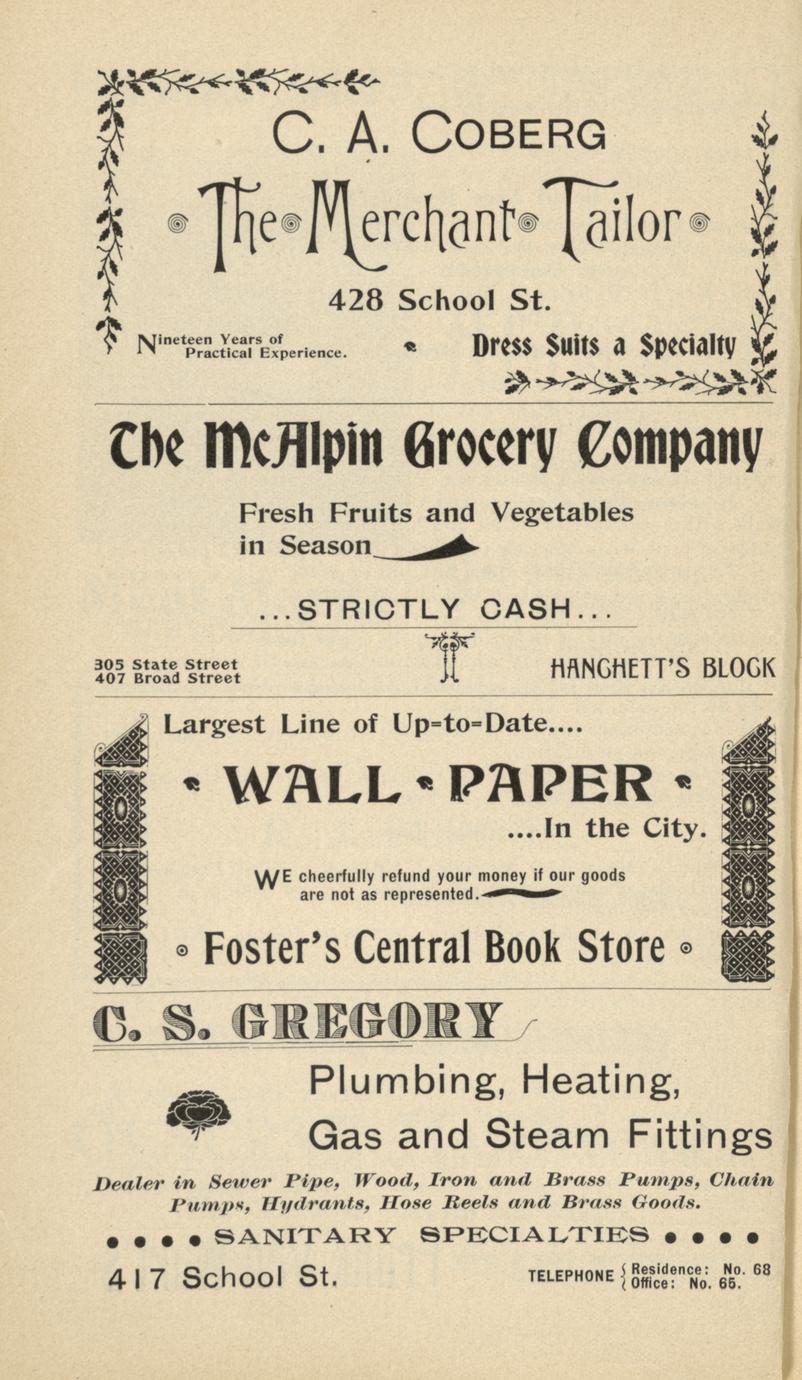 C. A. COBERG
The Merchant Tailor
428 School St.
Nineteen Years of
Practical Experience.
Dress Suits a Specialty
The McAlpin Grocery Company
Fresh Fruits and Vegetables
in Season
...STRICTLY CASH...
305 State Street
407 Broad Street
HANCHETT'S BLOCK
Largest Line of Up=to=Date....
WALL PAPER
....In the City.
WE cheerfully refund your money if our goods
are not as represented.
Foster's Central Book Store
C. S. GREGORY
Plumbing, Heating,
Gas and Steam Fittings
Dealer in Sewer Pipe, Wood, Iron and Brass Pumps, Chain
Pumps, Hydrants, Hose Reels and Brass Goods.
• • • • SANITARY SPECIALTIES • • • •
417 School St.
TELEPHONE { Residence: No. 68
Office: No. 65.